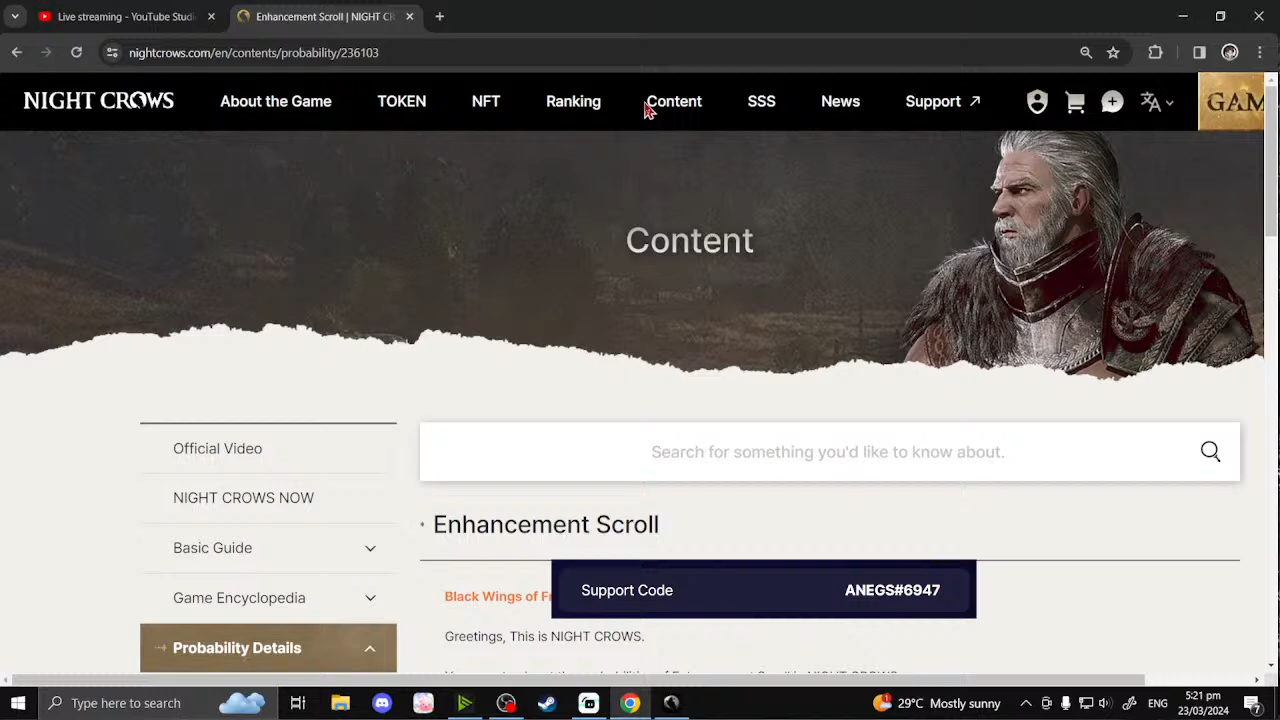 Live streaming - YouTube Studio
Enhancement Scroll | NIGHT CR
nightcrows.com/en/contents/probability/236103
NIGHT CROWS
About the Game
TOKEN
NFT
Ranking
Content
SSS
News
Support
GAM
Content
Official Video
NIGHT CROWS NOW
Basic Guide
Game Encyclopedia
Probability Details
Search for something you'd like to know about.
Enhancement Scroll
Black Wings of Fr
Support Code ANEGS#6947
Greetings, This is NIGHT CROWS.
Type here to search
29°C Mostly sunny
ENG
5:21 pm
23/03/2024